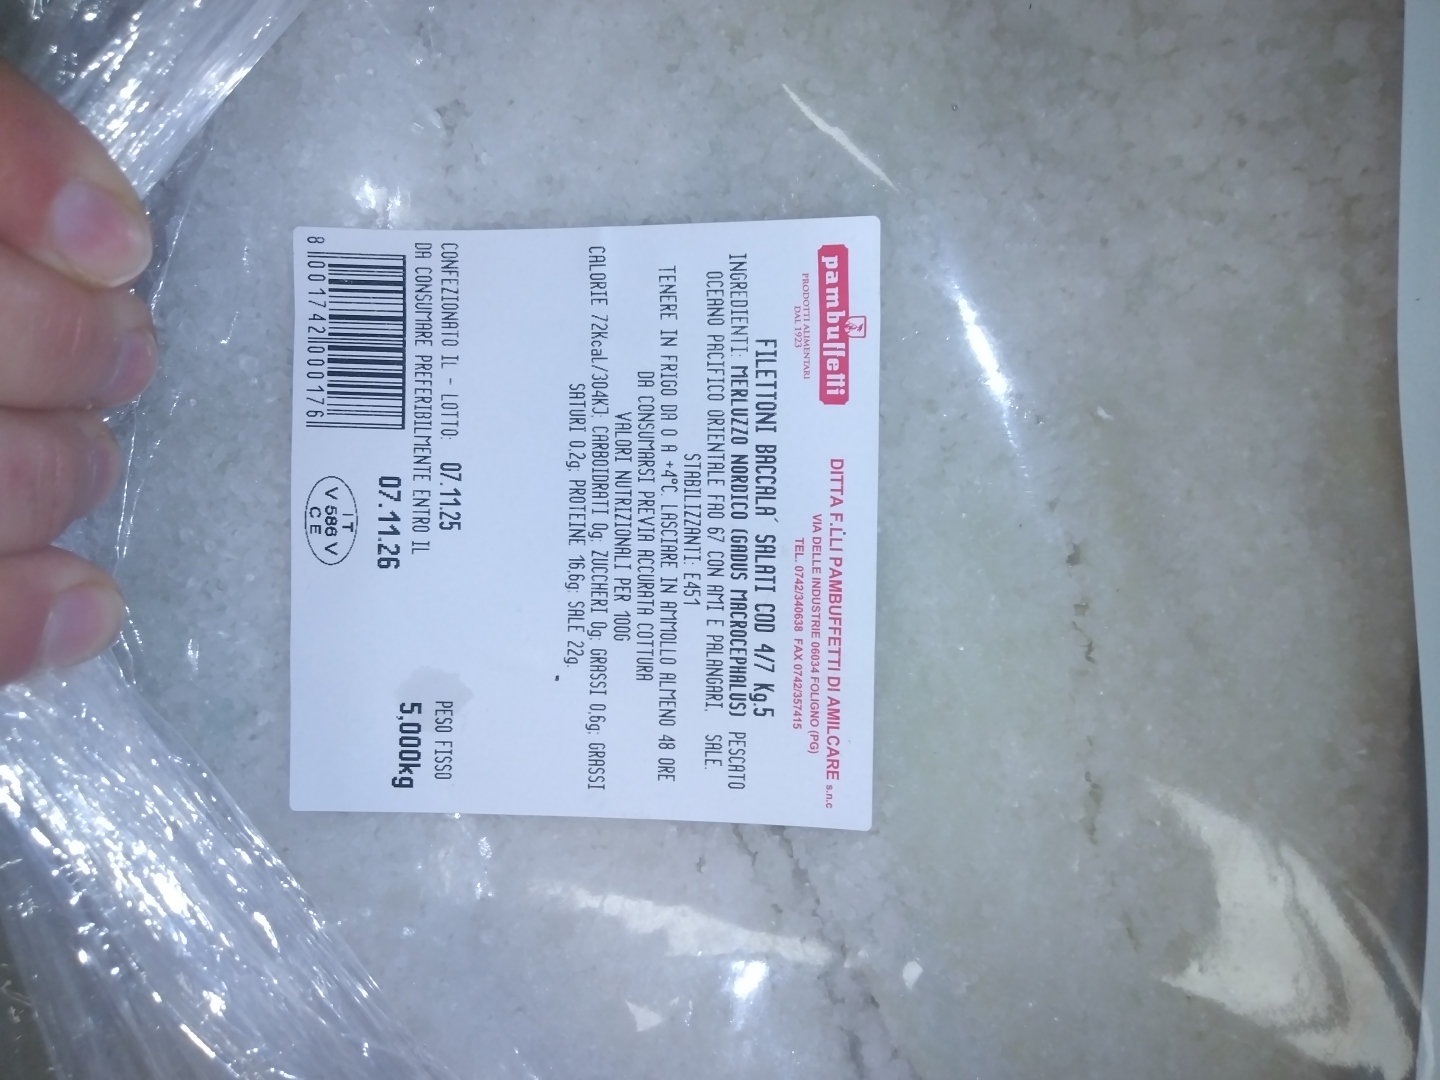 pambuffetti
PRODOTTI ALIMENTARI
DAL 1923
DITTA F.LLI PAMBUFFETTI DI AMILCARE s.n.c
VIA DELLE INDUSTRIE 06034 FOLIGNO (PG)
TEL. 0742/340638 FAX 0742/357415
FILETTONI BACCALA´ SALATI COD 4/7 Kg.5
INGREDIENTI: MERLUZZO NORDICO (GADUS MACROCEPHALUS) PESCATO
OCEANO PACIFICO ORIENTALE FAO 67 CON AMI E PALANGARI, SALE.
STABILIZZANTI: E451
TENERE IN FRIGO DA 0 A +4°C. LASCIARE IN AMMOLLO ALMENO 48 ORE
DA CONSUMARSI PREVIA ACCURATA COTTURA
VALORI NUTRIZIONALI PER 100G
CALORIE 72Kcal/304KJ; CARBOIDRATI 0g; ZUCCHERI 0g; GRASSI 0,6g; GRASSI
SATURI 0.2g; PROTEINE 16,6g; SALE 22g.
CONFEZIONATO IL - LOTTO: 07.11.25
DA CONSUMARE PREFERIBILMENTE ENTRO IL
07.11.26
PESO FISSO
5,000kg
8 001742 000176
IT
V 586 V
CE